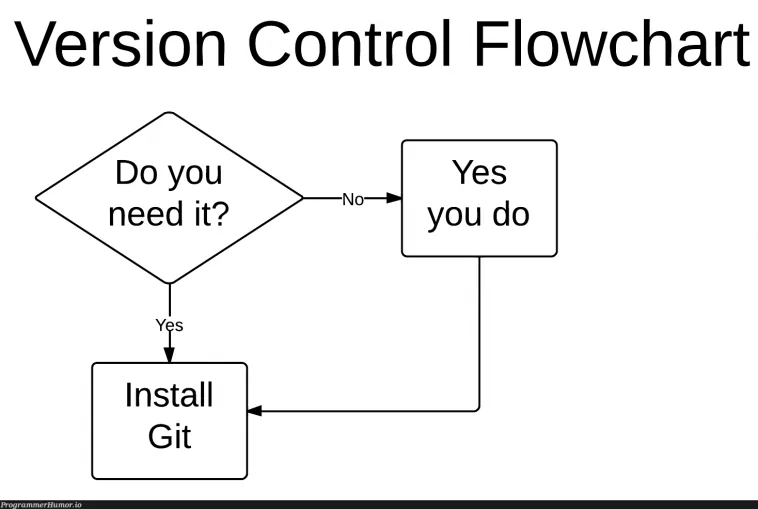 Version Control Flowchart
Do you
need it?
No
Yes
you do
Yes
Install
Git
ProgrammerHumor.io